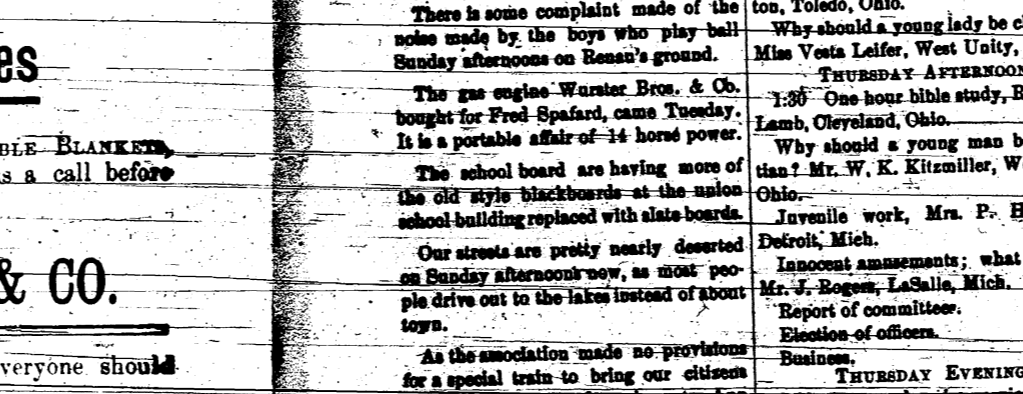 es
BLE BLANKETS,
s a call before
& CO.
veryone should
There is some complaint made of the
noise made by the boys who play ball
Sunday afternoons on Renan's ground.
The gas engine Wurster Bros. & Co.
bought for Fred Spafard, came Tuesday.
It is a portable affair of 14 horse power.
The school board are having more of
the old style blackboards at the union
school building replaced with slate boards.
Our streets are pretty nearly deserted
on Sunday afternoons now, as most peo-
ple drive out to the lakes instead of about
town.
As the association made no provisions
for a special train to bring our citizens
ton, Toledo, Ohio.
Why should a young lady be c
Miss Vesta Leifer, West Unity,
THURSDAY AFTERNOON
1:30 One hour bible study, R
Lamb, Cleveland, Ohio.
Why should a young man b
tian? Mr. W. K. Kitzmiller, W
Ohio.
Juvenile work, Mrs. P. H
Detroit, Mich.
Innocent amusements; what
Mr. J. Rogers, LaSalle, Mich.
Report of committees.
Election of officers.
Business.
THURSDAY EVENING